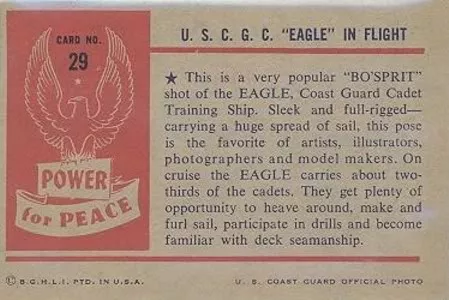 CARD NO.
29
POWER
for PEACE
U. S. C. G. C. "EAGLE" IN FLIGHT
★ This is a very popular "BO'SPRIT"
shot of the EAGLE, Coast Guard Cadet
Training Ship. Sleek and full-rigged—
carrying a huge spread of sail, this pose
is the favorite of artists, illustrators,
photographers and model makers. On
cruise the EAGLE carries about two-
thirds of the cadets. They get plenty of
opportunity to heave around, make and
furl sail, participate in drills and become
familiar with deck seamanship.
© B.G.H.L.I. PTD. IN U.S.A.
U. S. COAST GUARD OFFICIAL PHOTO